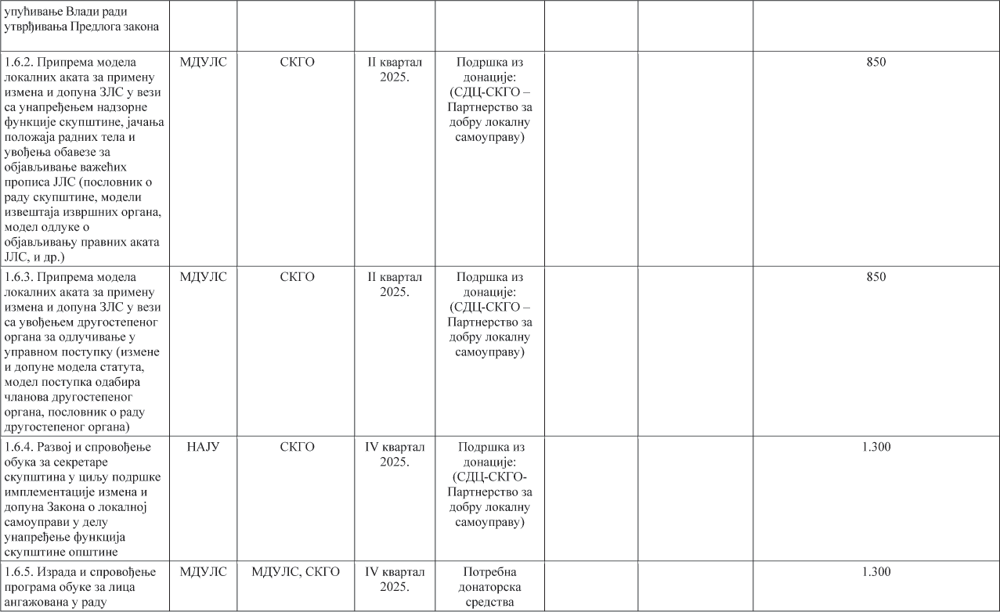 упућивање Влади ради
утврђивања Предлога закона
1.6.2. Припрема модела
локалних аката за примену
измена и допуна ЗЛС у вези
са унапређењем надзорне
функције скупштине, јачања
положаја радних тела и
увођења обавезе за
објављивање важећих
прописа ЈЛС (пословник о
раду скупштине, модели
извештаја извршних органа,
модел одлуке о
објављивању правних аката
ЈЛС, и др.)
МДУЛС
СКГО
II квартал
2025.
Подршка из
донације:
(СДЦ-СКГО –
Партнерство за
добру локалну
самоуправу)
850
1.6.3. Припрема модела
локалних аката за примену
измена и допуна ЗЛС у вези
са увођењем другостепеног
органа за одлучивање у
управном поступку (измене
и допуне модела статута,
модел поступка одабира
чланова другостепеног
органа, пословник о раду
другостепеног органа)
МДУЛС
СКГО
II квартал
2025.
Подршка из
донације:
(СДЦ-СКГО –
Партнерство за
добру локалну
самоуправу)
850
1.6.4. Развој и спровођење
обука за секретаре
скупштина у циљу подршке
имплементације измена и
допуна Закона о локалној
самоуправи у делу
унапређење функција
скупштине општине
НАЈУ
СКГО
IV квартал
2025.
Подршка из
донације:
(СДЦ-СКГО-
Партнерство за
добру локалну
самоуправу)
1.300
1.6.5. Израда и спровођење
програма обуке за лица
ангажована у раду
МДУЛС
МДУЛС, СКГО
IV квартал
2025.
Потребна
донаторска
средства
1.300